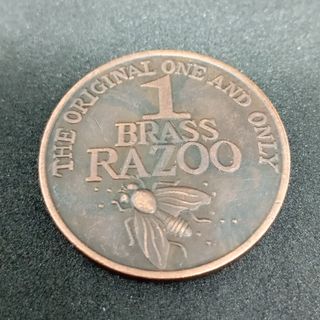 THE ORIGINAL ONE AND ONLY
1
BRASS
RAZOO